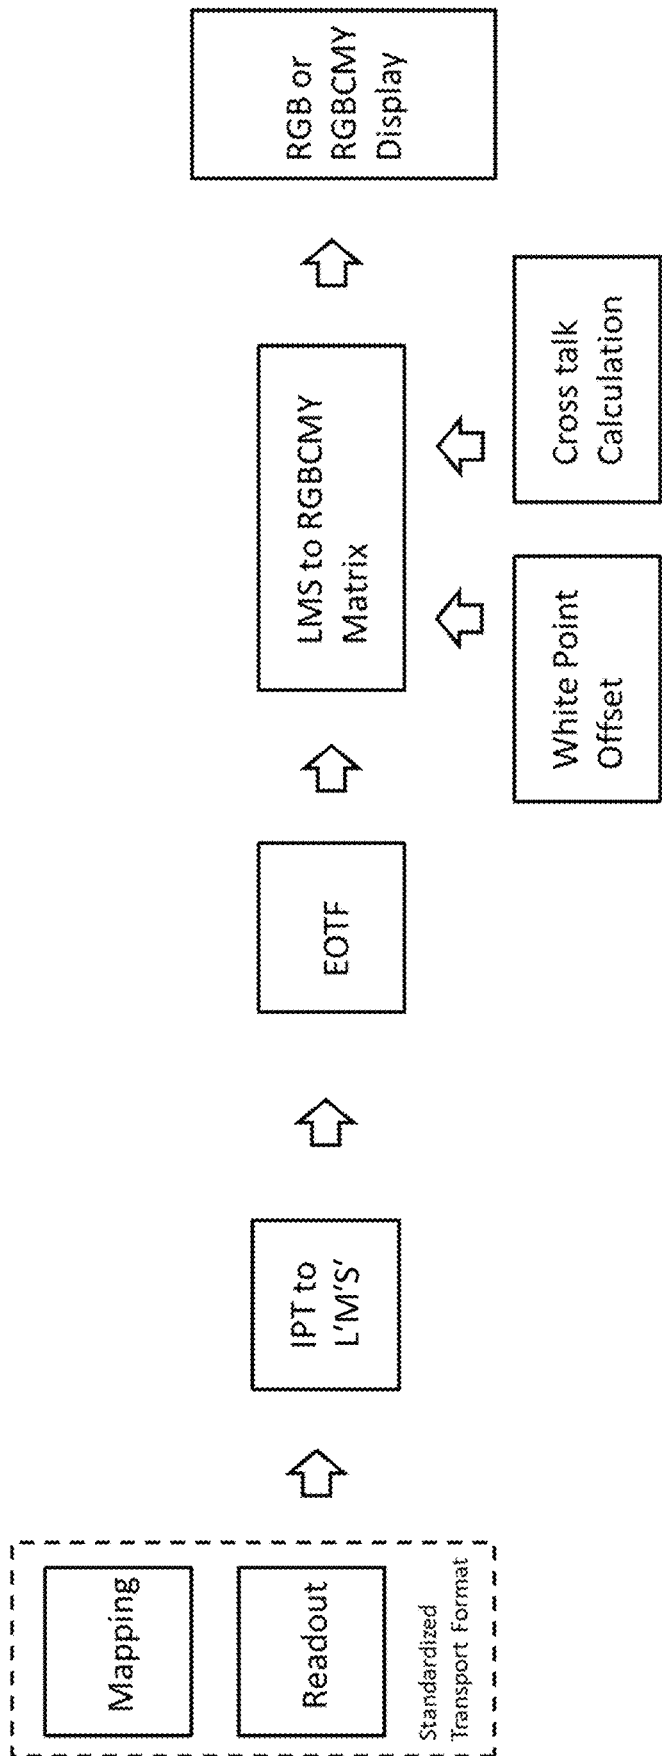 Mapping
Readout
Standardized
Transport Format
IPT to
L'M'S'
EOTF
LMS to RGBCMY
Matrix
White Point
Offset
Cross talk
Calculation
RGB or
RGBCMY
Display